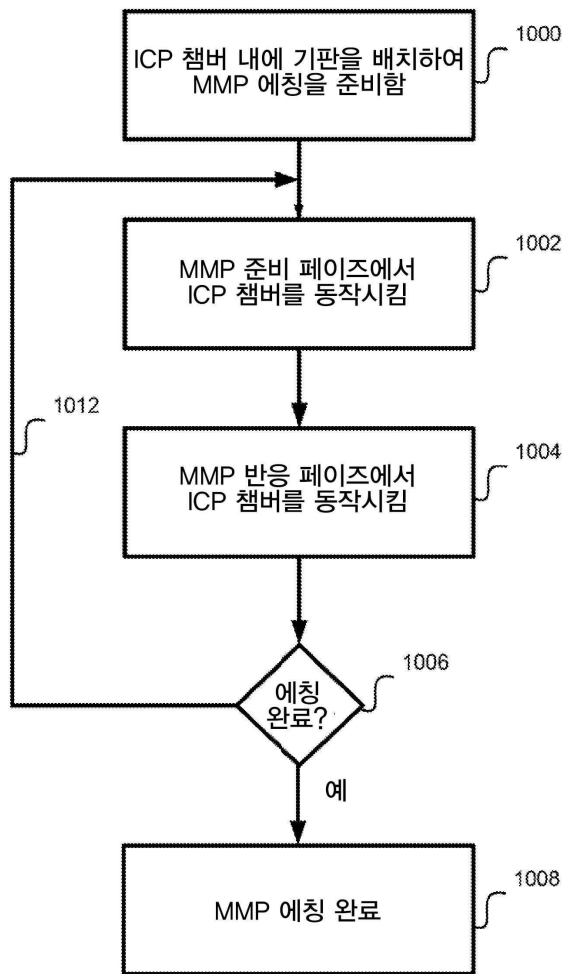 1000
ICP 챔버 내에 기판을 배치하여
MMP 에칭을 준비함
1002
MMP 준비 페이즈에서
ICP 챔버를 동작시킴
1012
1004
MMP 반응 페이즈에서
ICP 챔버를 동작시킴
1006
에칭
완료?
예
1008
MMP 에칭 완료